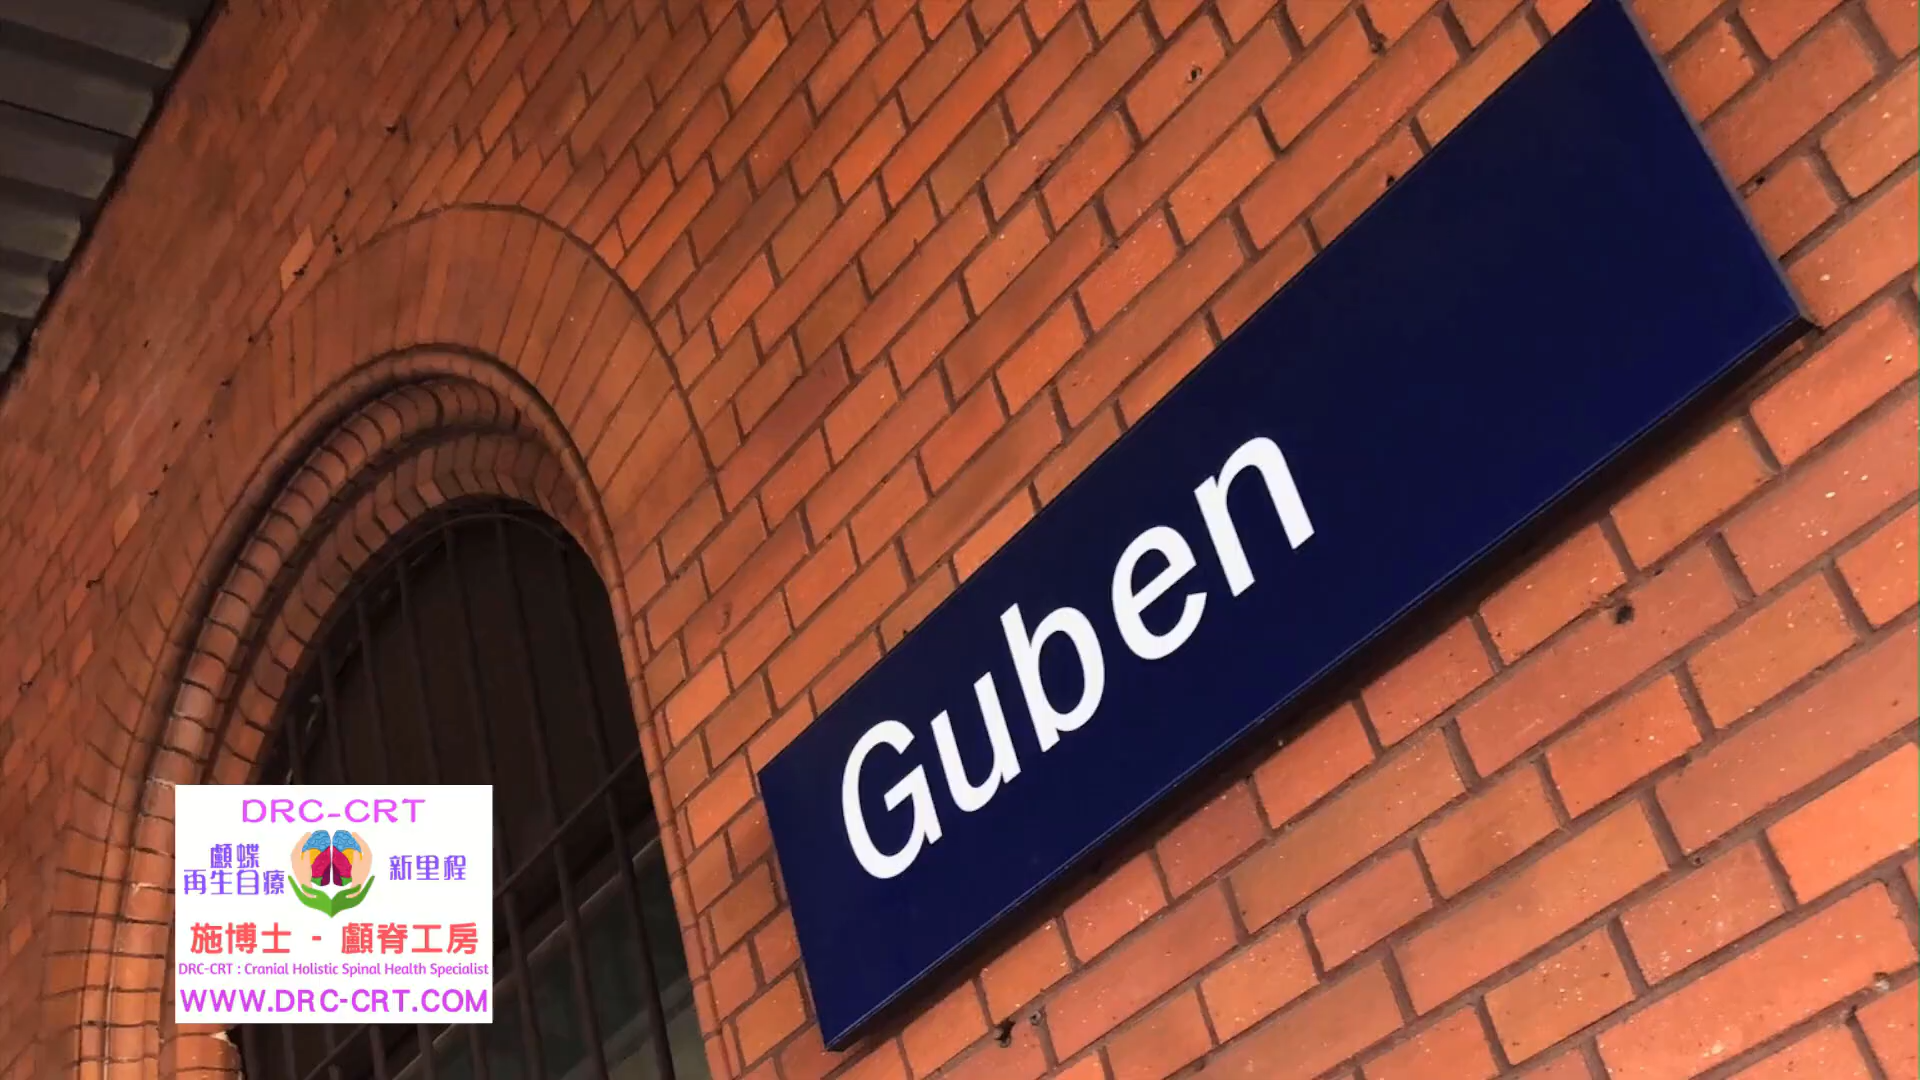 Guben
DRC-CRT
顱蝶
再生自療
新里程
施博士 - 顱脊工房
DRC-CRT : Cranial Holistic Spinal Health Specialist
WWW.DRC-CRT.COM